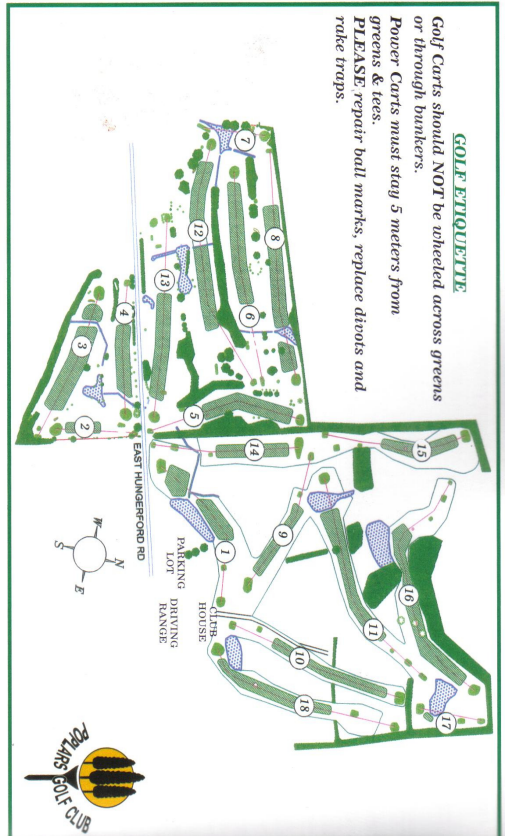 GOLF ETIQUETTE
Golf Carts should NOT be wheeled across greens
or through bunkers.
Power Carts must stay 5 meters from
greens & tees.
PLEASE repair ball marks, replace divots and
rake traps.
7
8
12
6
13
4
3
2
5
EAST HUNGERFORD RD
14
15
1
9
PARKING
LOT
DRIVING
RANGE
CLUB
HOUSE
10
11
16
17
18
N
W
S
E
POPLARS GOLF CLUB